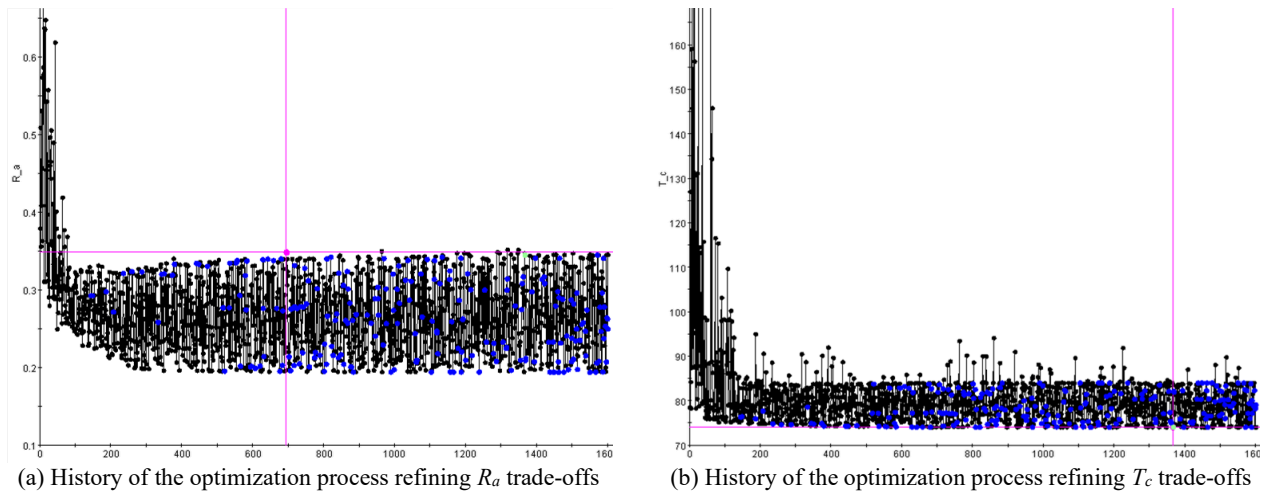 0.6
0.5
R_a
0.4
0.3
0.2
0.1
0 200 400 600 800 1000 1200 1400 160
(a) History of the optimization process refining Ra trade-offs
160
150
140
T_c
130
120
110
100
90
80
70
0 200 400 600 800 1000 1200 1400 160
(b) History of the optimization process refining Tc trade-offs